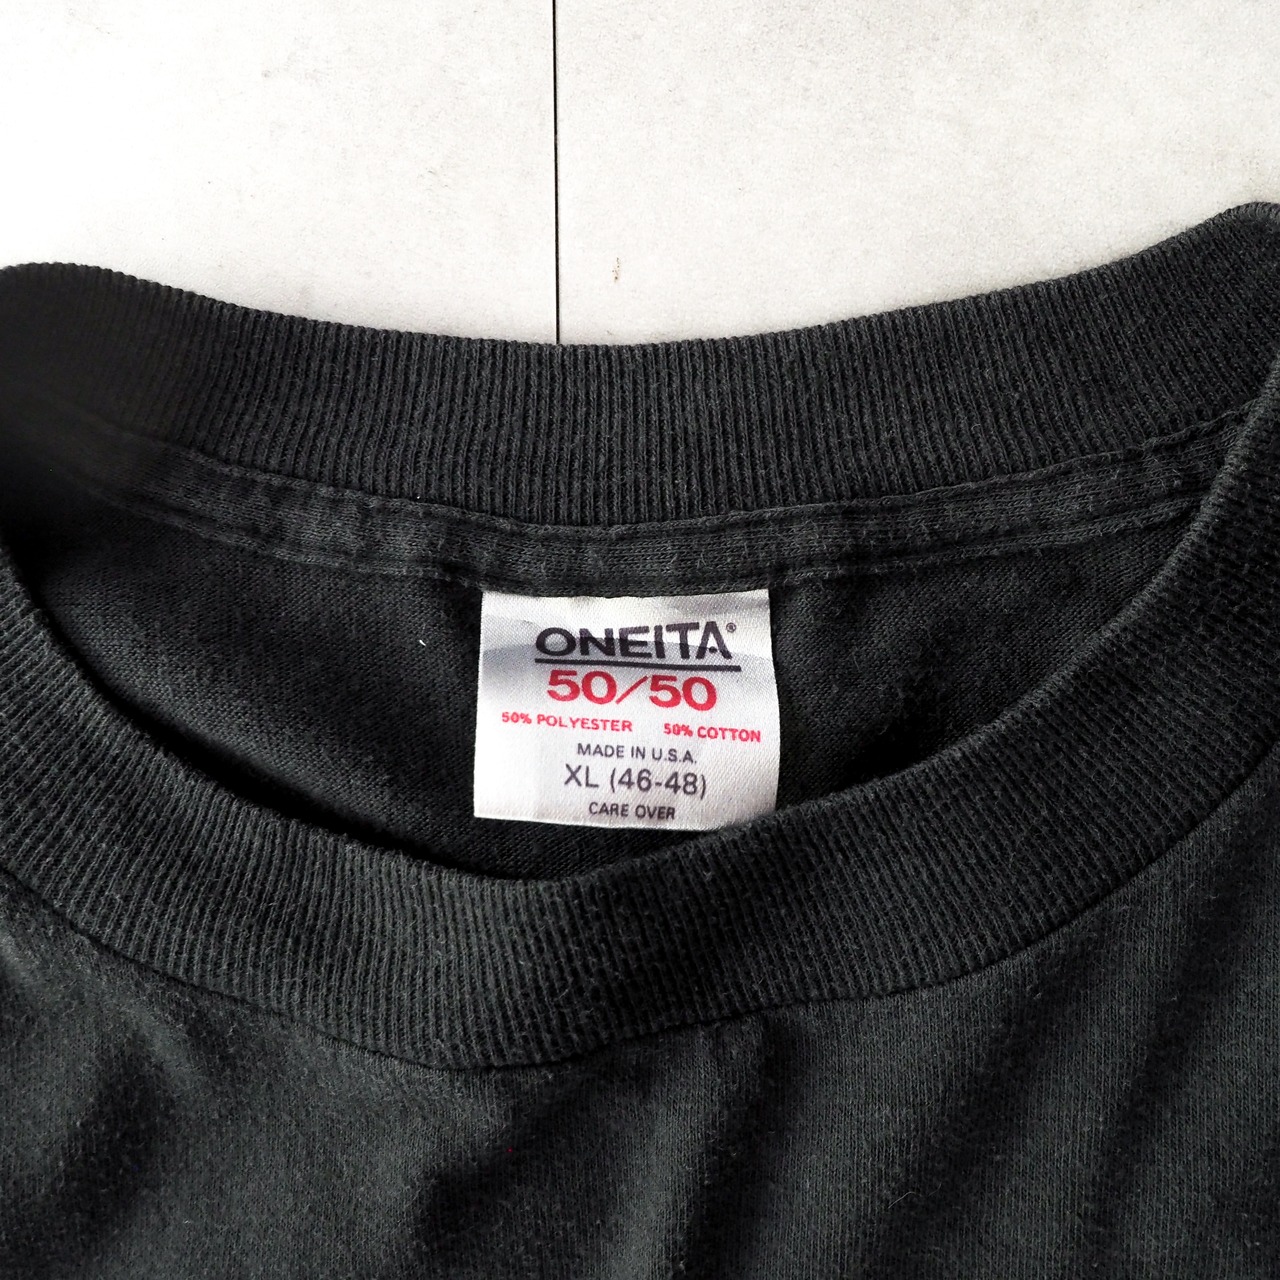 ONEITA®
50/50
50% POLYESTER 50% COTTON
MADE IN U.S.A.
XL (46-48)
CARE OVER